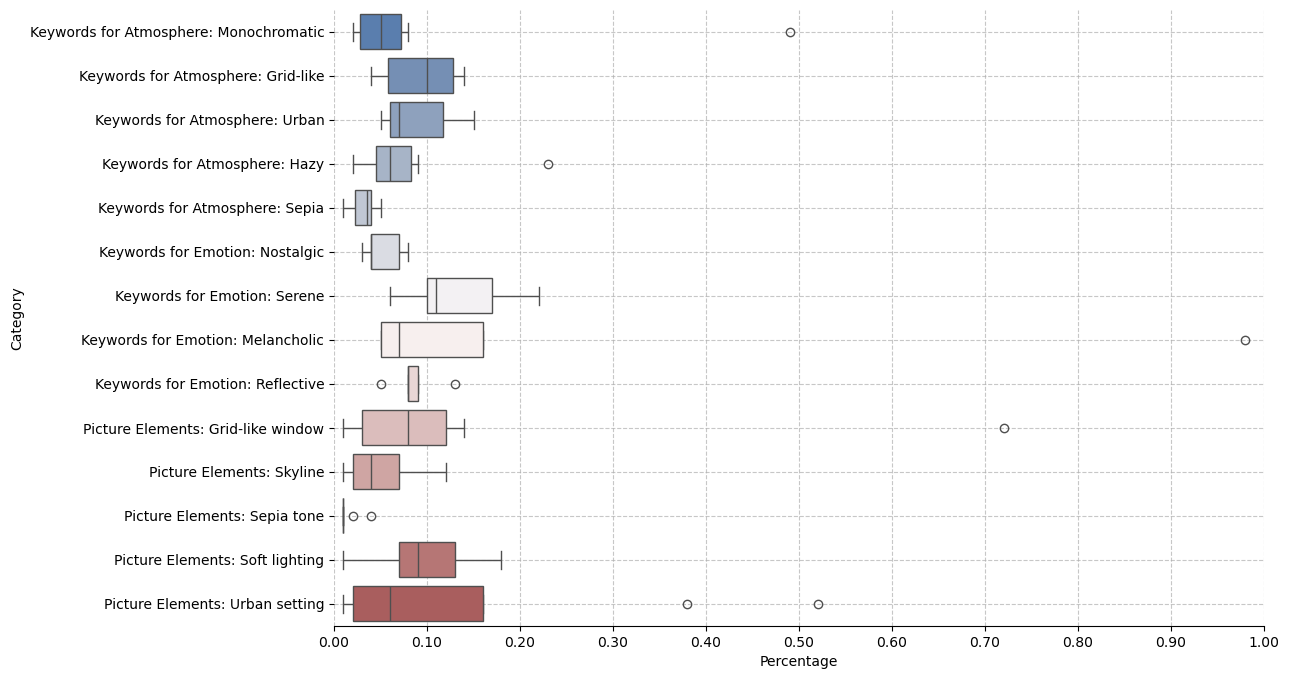 Keywords for Atmosphere: Monochromatic
Keywords for Atmosphere: Grid-like
Keywords for Atmosphere: Urban
Keywords for Atmosphere: Hazy
Keywords for Atmosphere: Sepia
Keywords for Emotion: Nostalgic
Keywords for Emotion: Serene
Keywords for Emotion: Melancholic
Keywords for Emotion: Reflective
Picture Elements: Grid-like window
Picture Elements: Skyline
Picture Elements: Sepia tone
Picture Elements: Soft lighting
Picture Elements: Urban setting
Category
0.00 0.10 0.20 0.30 0.40 0.50 0.60 0.70 0.80 0.90 1.00
Percentage